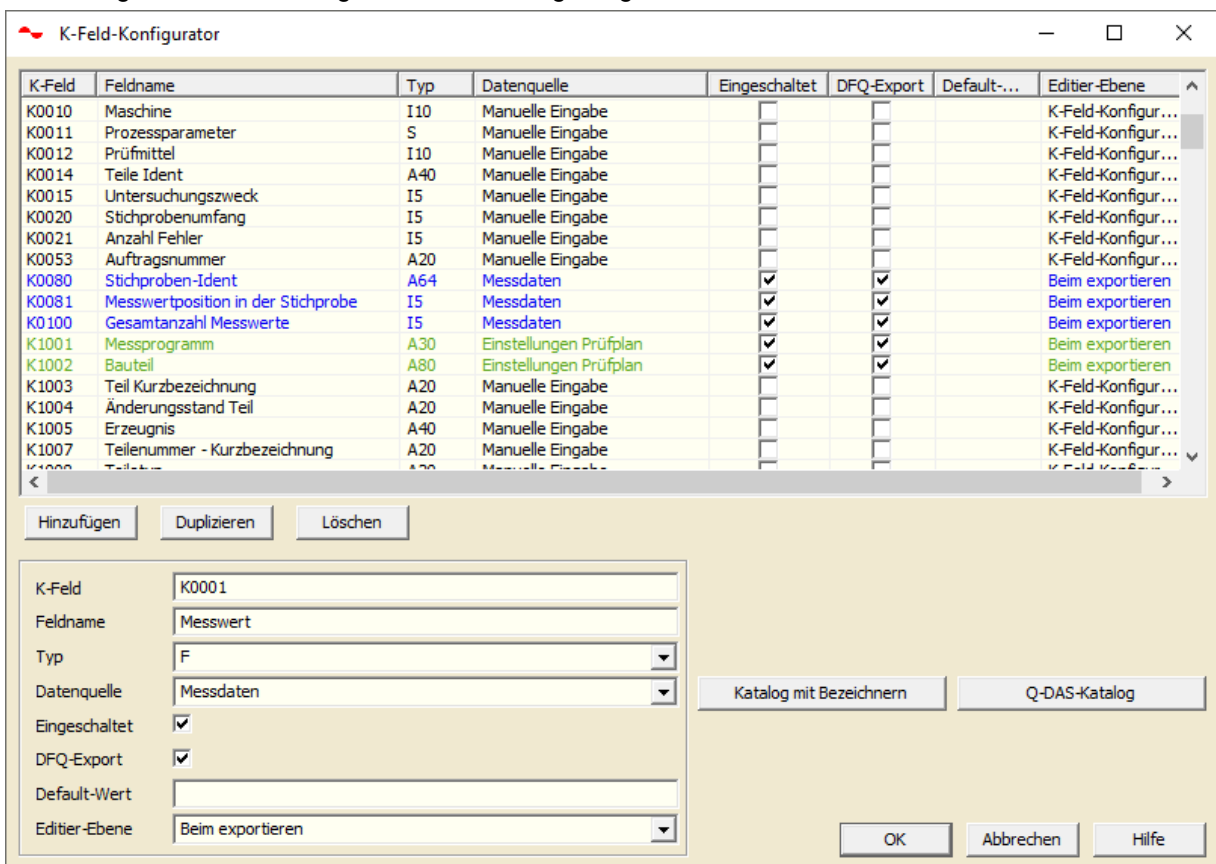 K-Feld-Konfigurator
K-Feld Feldname Typ Datenquelle Eingeschaltet DFQ-Export Default-... Editier-Ebene
K0010 Maschine I10 Manuelle Eingabe K-Feld-Konfigur...
K0011 Prozessparameter S Manuelle Eingabe K-Feld-Konfigur...
K0012 Prüfmittel I10 Manuelle Eingabe K-Feld-Konfigur...
K0014 Teile Ident A40 Manuelle Eingabe K-Feld-Konfigur...
K0015 Untersuchungszweck I5 Manuelle Eingabe K-Feld-Konfigur...
K0020 Stichprobenumfang I5 Manuelle Eingabe K-Feld-Konfigur...
K0021 Anzahl Fehler I5 Manuelle Eingabe K-Feld-Konfigur...
K0053 Auftragsnummer A20 Manuelle Eingabe K-Feld-Konfigur...
K0080 Stichproben-Ident A64 Messdaten Beim exportieren
K0081 Messwertposition in der Stichprobe I5 Messdaten Beim exportieren
K0100 Gesamtanzahl Messwerte I5 Messdaten Beim exportieren
K1001 Messprogramm A30 Einstellungen Prüfplan Beim exportieren
K1002 Bauteil A80 Einstellungen Prüfplan Beim exportieren
K1003 Teil Kurzbezeichnung A20 Manuelle Eingabe K-Feld-Konfigur...
K1004 Änderungsstand Teil A20 Manuelle Eingabe K-Feld-Konfigur...
K1005 Erzeugnis A40 Manuelle Eingabe K-Feld-Konfigur...
K1007 Teilenummer - Kurzbezeichnung A20 Manuelle Eingabe K-Feld-Konfigur...
Hinzufügen Duplizieren Löschen
K-Feld K0001
Feldname Messwert
Typ F
Datenquelle Messdaten
Katalog mit Bezeichnern Q-DAS-Katalog
Eingeschaltet
DFQ-Export
Default-Wert
Editier-Ebene Beim exportieren
OK Abbrechen Hilfe